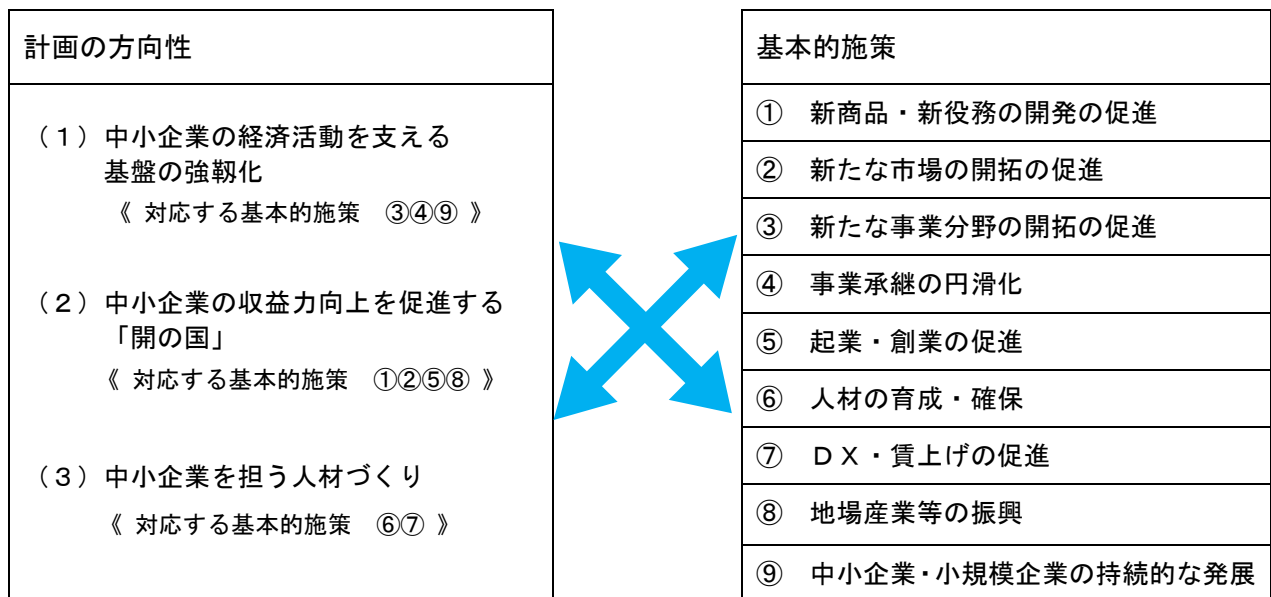 計画の方向性
（１）中小企業の経済活動を支える
基盤の強靱化
《 対応する基本的施策　③④⑨ 》
（２）中小企業の収益力向上を促進する
「開の国」
《 対応する基本的施策　①②⑤⑧ 》
（３）中小企業を担う人材づくり
《 対応する基本的施策　⑥⑦ 》
基本的施策
①　新商品・新役務の開発の促進
②　新たな市場の開拓の促進
③　新たな事業分野の開拓の促進
④　事業承継の円滑化
⑤　起業・創業の促進
⑥　人材の育成・確保
⑦　ＤＸ・賃上げの促進
⑧　地場産業等の振興
⑨　中小企業・小規模企業の持続的な発展